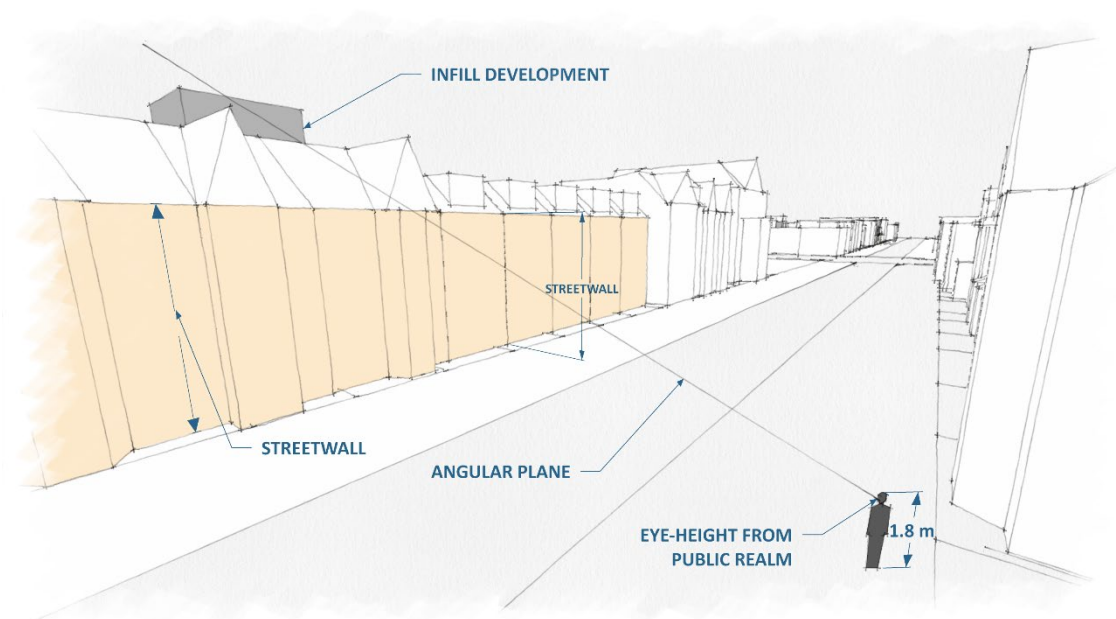 INFILL DEVELOPMENT
STREETWALL
STREETWALL
ANGULAR PLANE
EYE-HEIGHT FROM
PUBLIC REALM
1.8 m